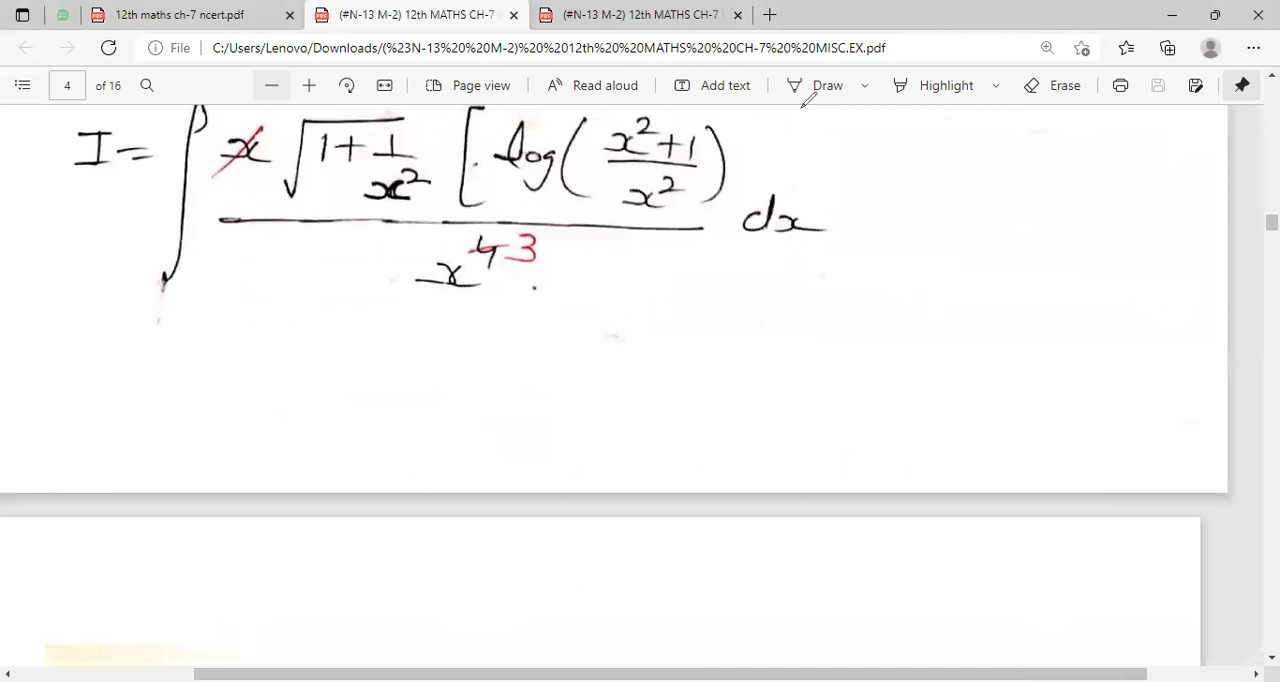 12th maths ch-7 ncert.pdf
(#N-13 M-2) 12th MATHS CH-7
(#N-13 M-2) 12th MATHS CH-7
File
C:/Users/Lenovo/Downloads/(%23N-13%20%20M-2)%20%2012th%20%20MATHS%20%20CH-7%20%20MISC.EX.pdf
4 of 16
Page view
Read aloud
Add text
Draw
Highlight
Erase
I = ∫ x √(1 + 1/x²) [log((x²+1)/x²) dx
x⁴ 3